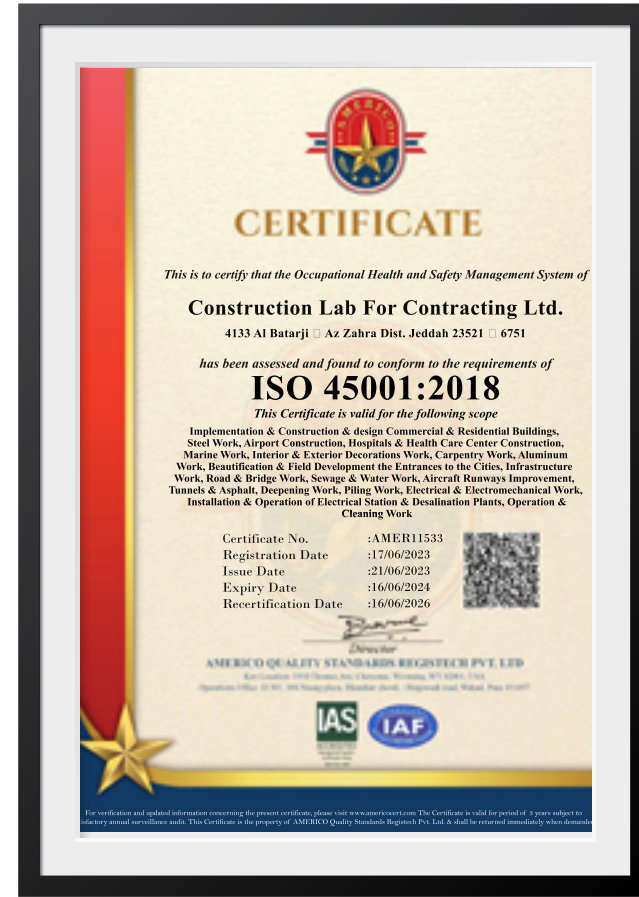 AMERICO
CERTIFICATE
This is to certify that the Occupational Health and Safety Management System of
Construction Lab For Contracting Ltd.
4133 Al Batarji □ Az Zahra Dist. Jeddah 23521 □ 6751
has been assessed and found to conform to the requirements of
ISO 45001:2018
This Certificate is valid for the following scope
Implementation & Construction & design Commercial & Residential Buildings,
Steel Work, Airport Construction, Hospitals & Health Care Center Construction,
Marine Work, Interior & Exterior Decorations Work, Carpentry Work, Aluminum
Work, Beautification & Field Development the Entrances to the Cities, Infrastructure
Work, Road & Bridge Work, Sewage & Water Work, Aircraft Runways Improvement,
Tunnels & Asphalt, Deepening Work, Piling Work, Electrical & Electromechanical Work,
Installation & Operation of Electrical Station & Desalination Plants, Operation &
Cleaning Work
Certificate No. :AMER11533
Registration Date :17/06/2023
Issue Date :21/06/2023
Expiry Date :16/06/2024
Recertification Date :16/06/2026
Director
AMERICO QUALITY STANDARDS REGISTECH PVT. LTD
IAS
IAF
For verification and updated information concerning the present certificate, please visit www.americocert.com The Certificate is valid for period of 3 years subject to
annual surveillance audit. This Certificate is the property of AMERICO Quality Standards Registech Pvt. Ltd. & shall be returned immediately when